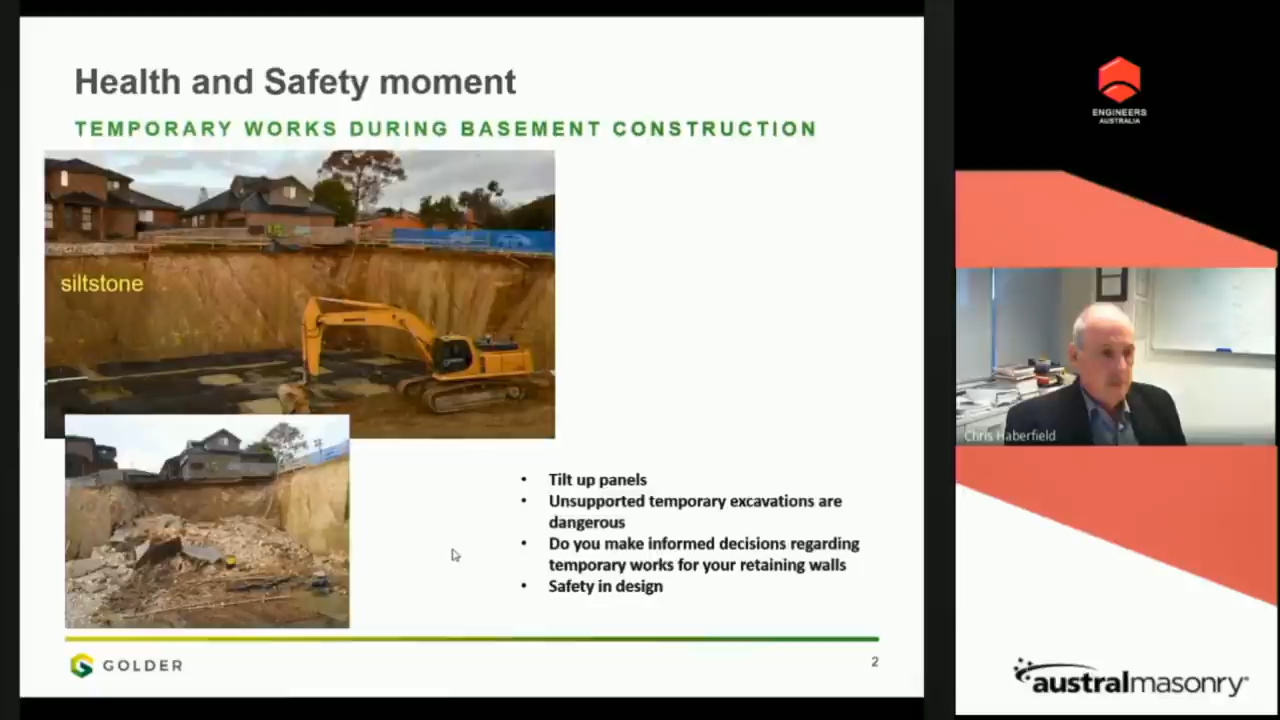 Health and Safety moment
TEMPORARY WORKS DURING BASEMENT CONSTRUCTION
siltstone
• Tilt up panels
• Unsupported temporary excavations are
dangerous
• Do you make informed decisions regarding
temporary works for your retaining walls
• Safety in design
GOLDER
2
ENGINEERS
AUSTRALIA
Chris Haberfield
australmasonry